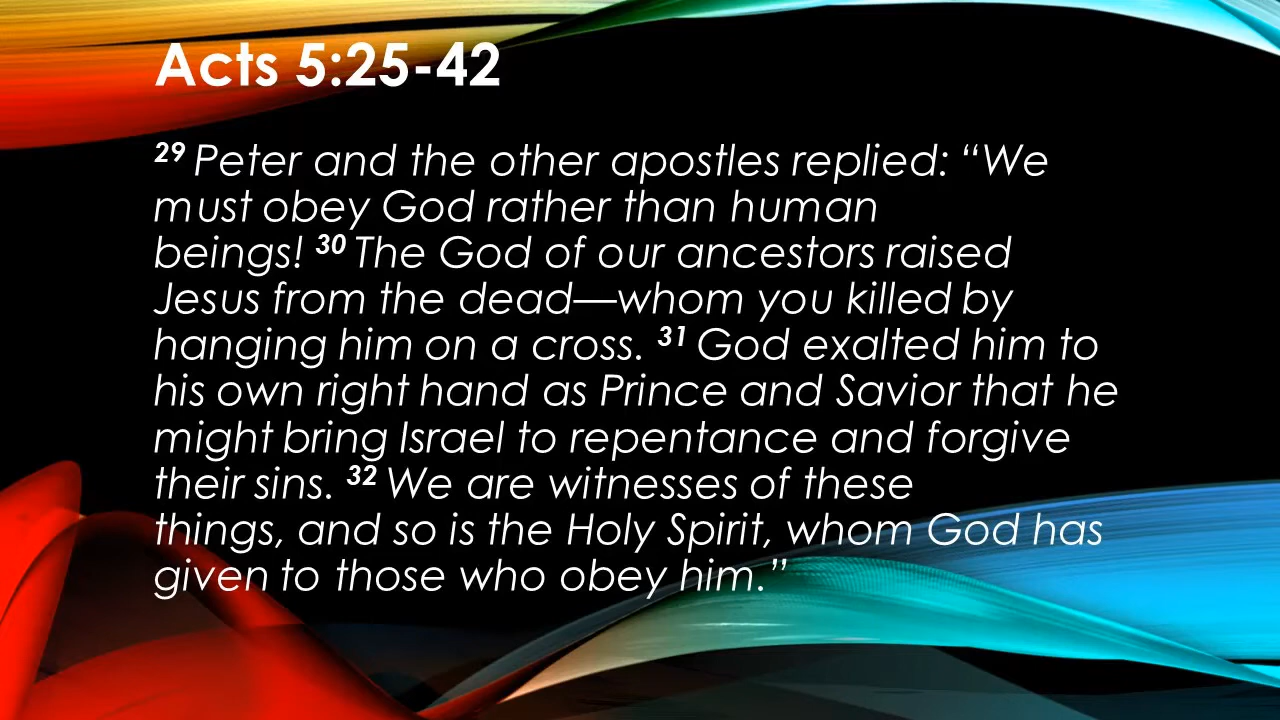 Acts 5:25-42
29 Peter and the other apostles replied: “We
must obey God rather than human
beings! 30 The God of our ancestors raised
Jesus from the dead—whom you killed by
hanging him on a cross. 31 God exalted him to
his own right hand as Prince and Savior that he
might bring Israel to repentance and forgive
their sins. 32 We are witnesses of these
things, and so is the Holy Spirit, whom God has
given to those who obey him.”